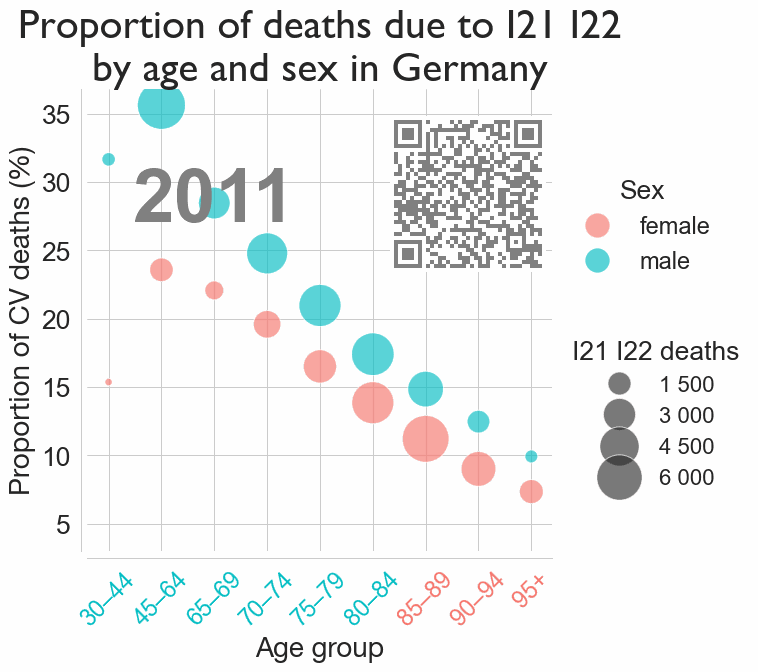 Proportion of deaths due to I21 I22
by age and sex in Germany
Proportion of CV deaths (%)
35
30
25
20
15
10
5
2011
30–44
45–64
65–69
70–74
75–79
80–84
85–89
90–94
95+
Age group
Sex
female
male
I21 I22 deaths
1 500
3 000
4 500
6 000